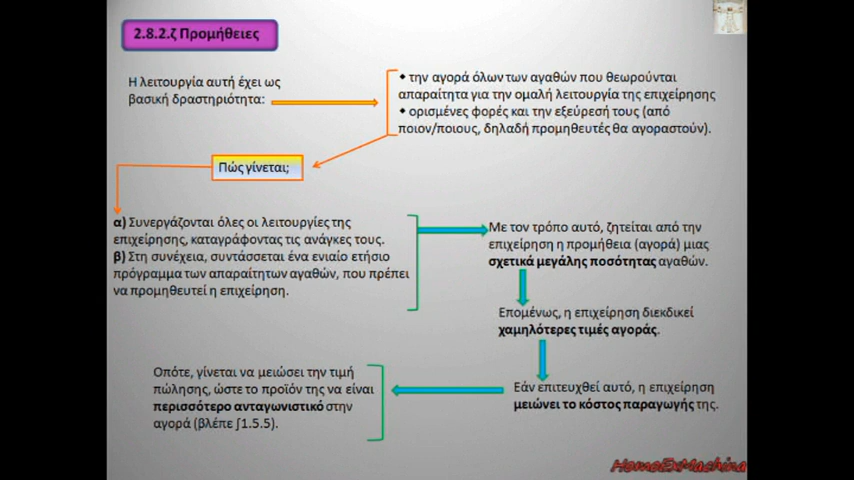 2.8.2.ζ Προμήθειες
Η λειτουργία αυτή έχει ως
βασική δραστηριότητα:
• την αγορά όλων των αγαθών που θεωρούνται
απαραίτητα για την ομαλή λειτουργία της επιχείρησης
• ορισμένες φορές και την εξεύρεσή τους (από
ποιον/ποιους, δηλαδή προμηθευτές θα αγοραστούν).
Πώς γίνεται;
α) Συνεργάζονται όλες οι λειτουργίες της
επιχείρησης, καταγράφοντας τις ανάγκες τους.
β) Στη συνέχεια, συντάσσεται ένα ενιαίο ετήσιο
πρόγραμμα των απαραίτητων αγαθών, που πρέπει
να προμηθευτεί η επιχείρηση.
Με τον τρόπο αυτό, ζητείται από την
επιχείρηση η προμήθεια (αγορά) μιας
σχετικά μεγάλης ποσότητας αγαθών.
Επομένως, η επιχείρηση διεκδικεί
χαμηλότερες τιμές αγοράς.
Εάν επιτευχθεί αυτό, η επιχείρηση
μειώνει το κόστος παραγωγής της.
Οπότε, γίνεται να μειώσει την τιμή
πώλησης, ώστε το προϊόν της να είναι
περισσότερο ανταγωνιστικό στην
αγορά (βλέπε ∫1.5.5).
HomoExMachina